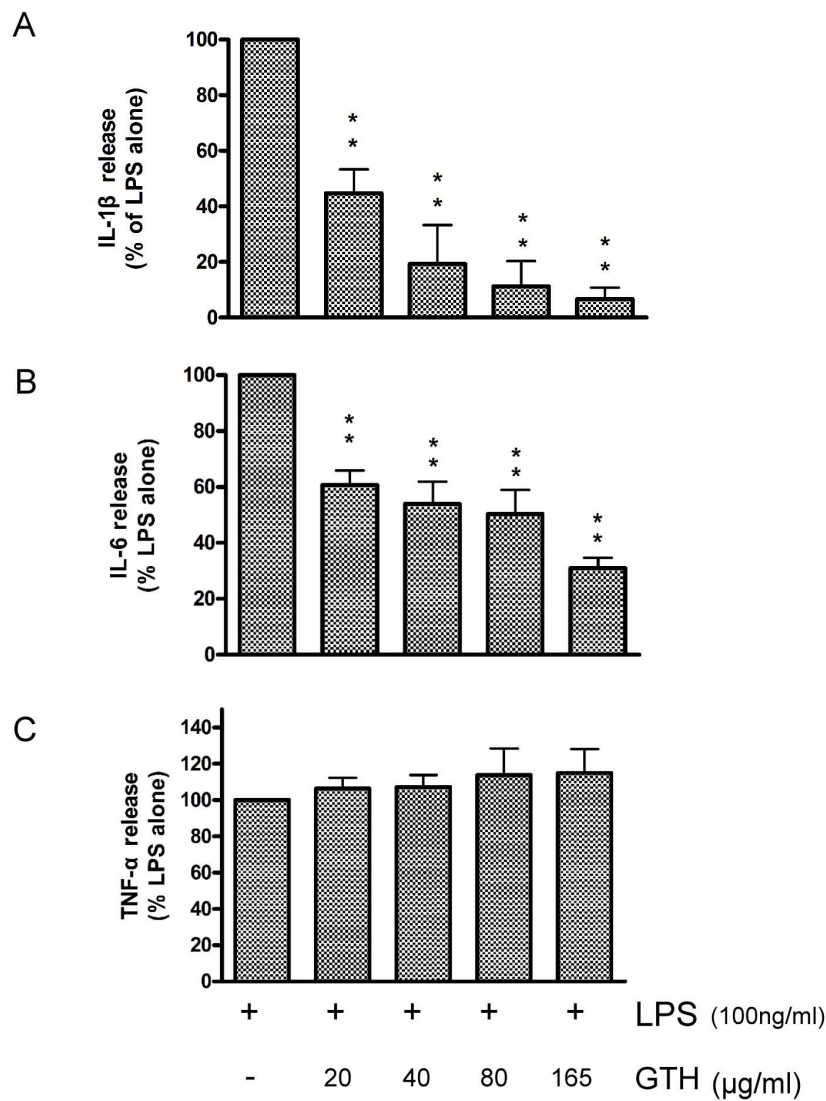 A
IL-1β release
(% of LPS alone)
100
80
60
40
20
0
* * * *
* * * *
B
IL-6 release
(% LPS alone)
100
80
60
40
20
0
* * * *
* * * *
C
TNF-α release
(% LPS alone)
140
120
100
80
60
40
20
0
+ + + + + LPS (100ng/ml)
- 20 40 80 165 GTH (µg/ml)